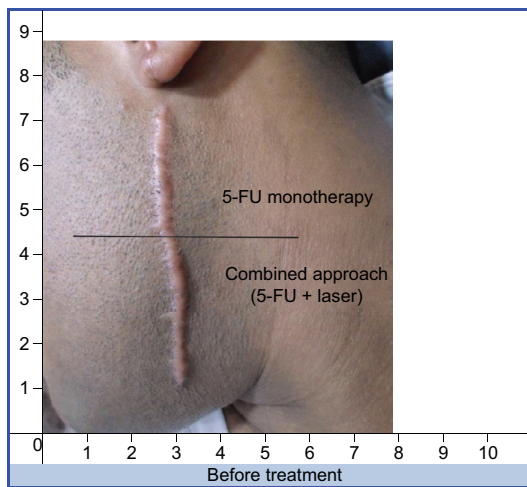 9
8
7
6
5
4
3
2
1
0
5-FU monotherapy
Combined approach
(5-FU + laser)
1 2 3 4 5 6 7 8 9 10
Before treatment